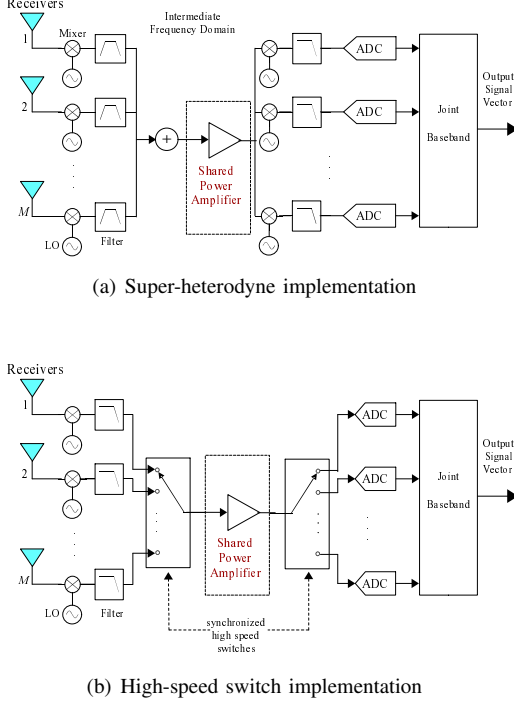 Receivers
Intermediate
Frequency Domain
1
Mixer
ADC
2
ADC
Output
Signal
Vector
Joint
Baseband
Shared
Power
Amplifier
M
LO
Filter
ADC
(a) Super-heterodyne implementation
Receivers
1
ADC
2
ADC
Output
Signal
Vector
Joint
Baseband
Shared
Power
Amplifier
M
LO
Filter
ADC
synchronized
high speed
switches
(b) High-speed switch implementation